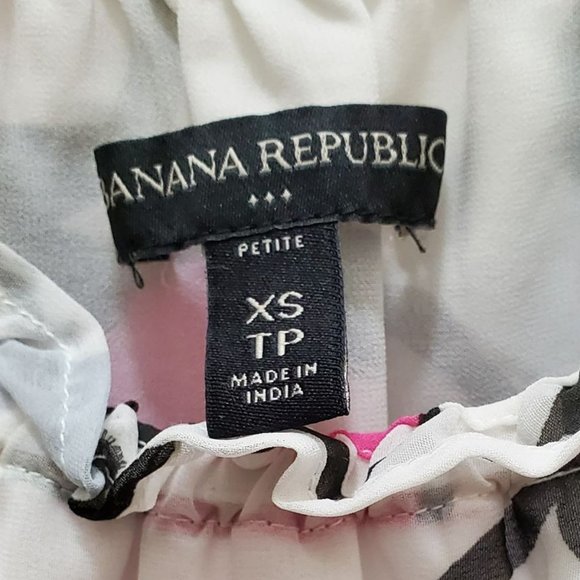 BANANA REPUBLIC
PETITE
XS
TP
MADE IN
INDIA